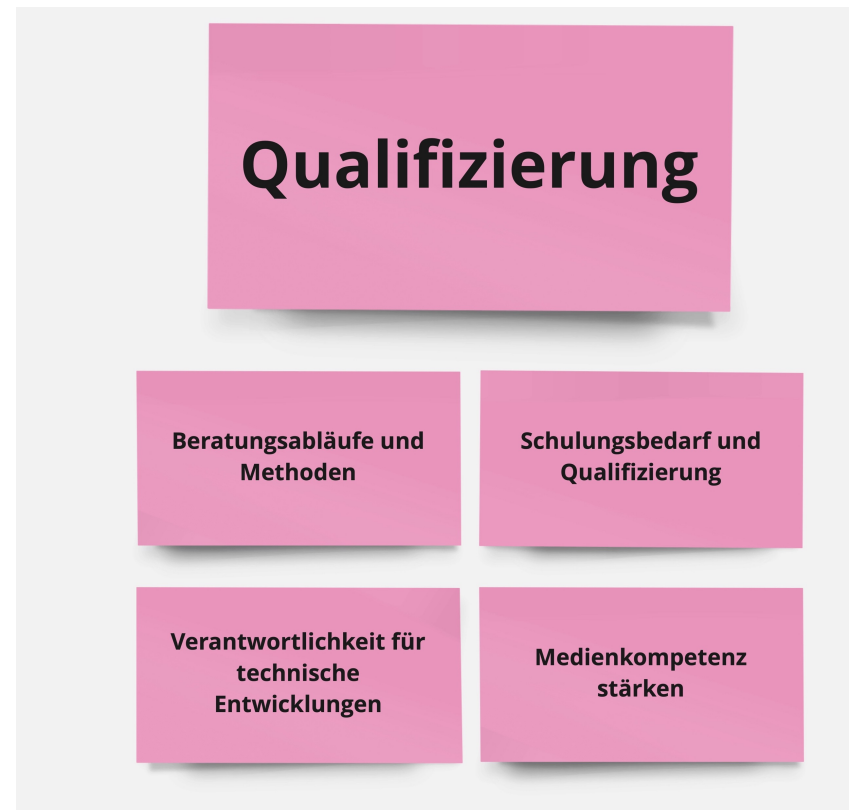 Qualifizierung
Beratungsabläufe und
Methoden
Schulungsbedarf und
Qualifizierung
Verantwortlichkeit für
technische
Entwicklungen
Medienkompetenz
stärken